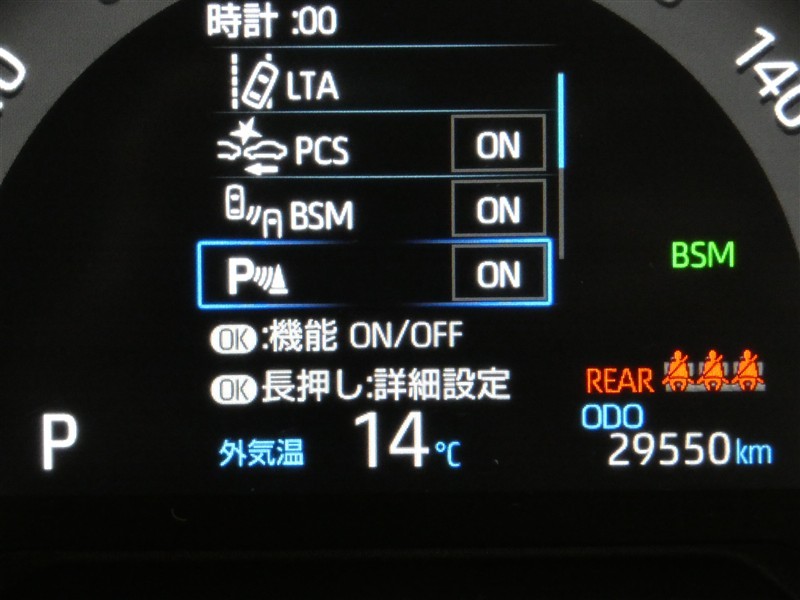 時計 :00
LTA
PCS ON
BSM ON
P ON
BSM
OK:機能 ON/OFF
OK長押し:詳細設定
REAR
ODO
29550km
P
外気温 14℃
140